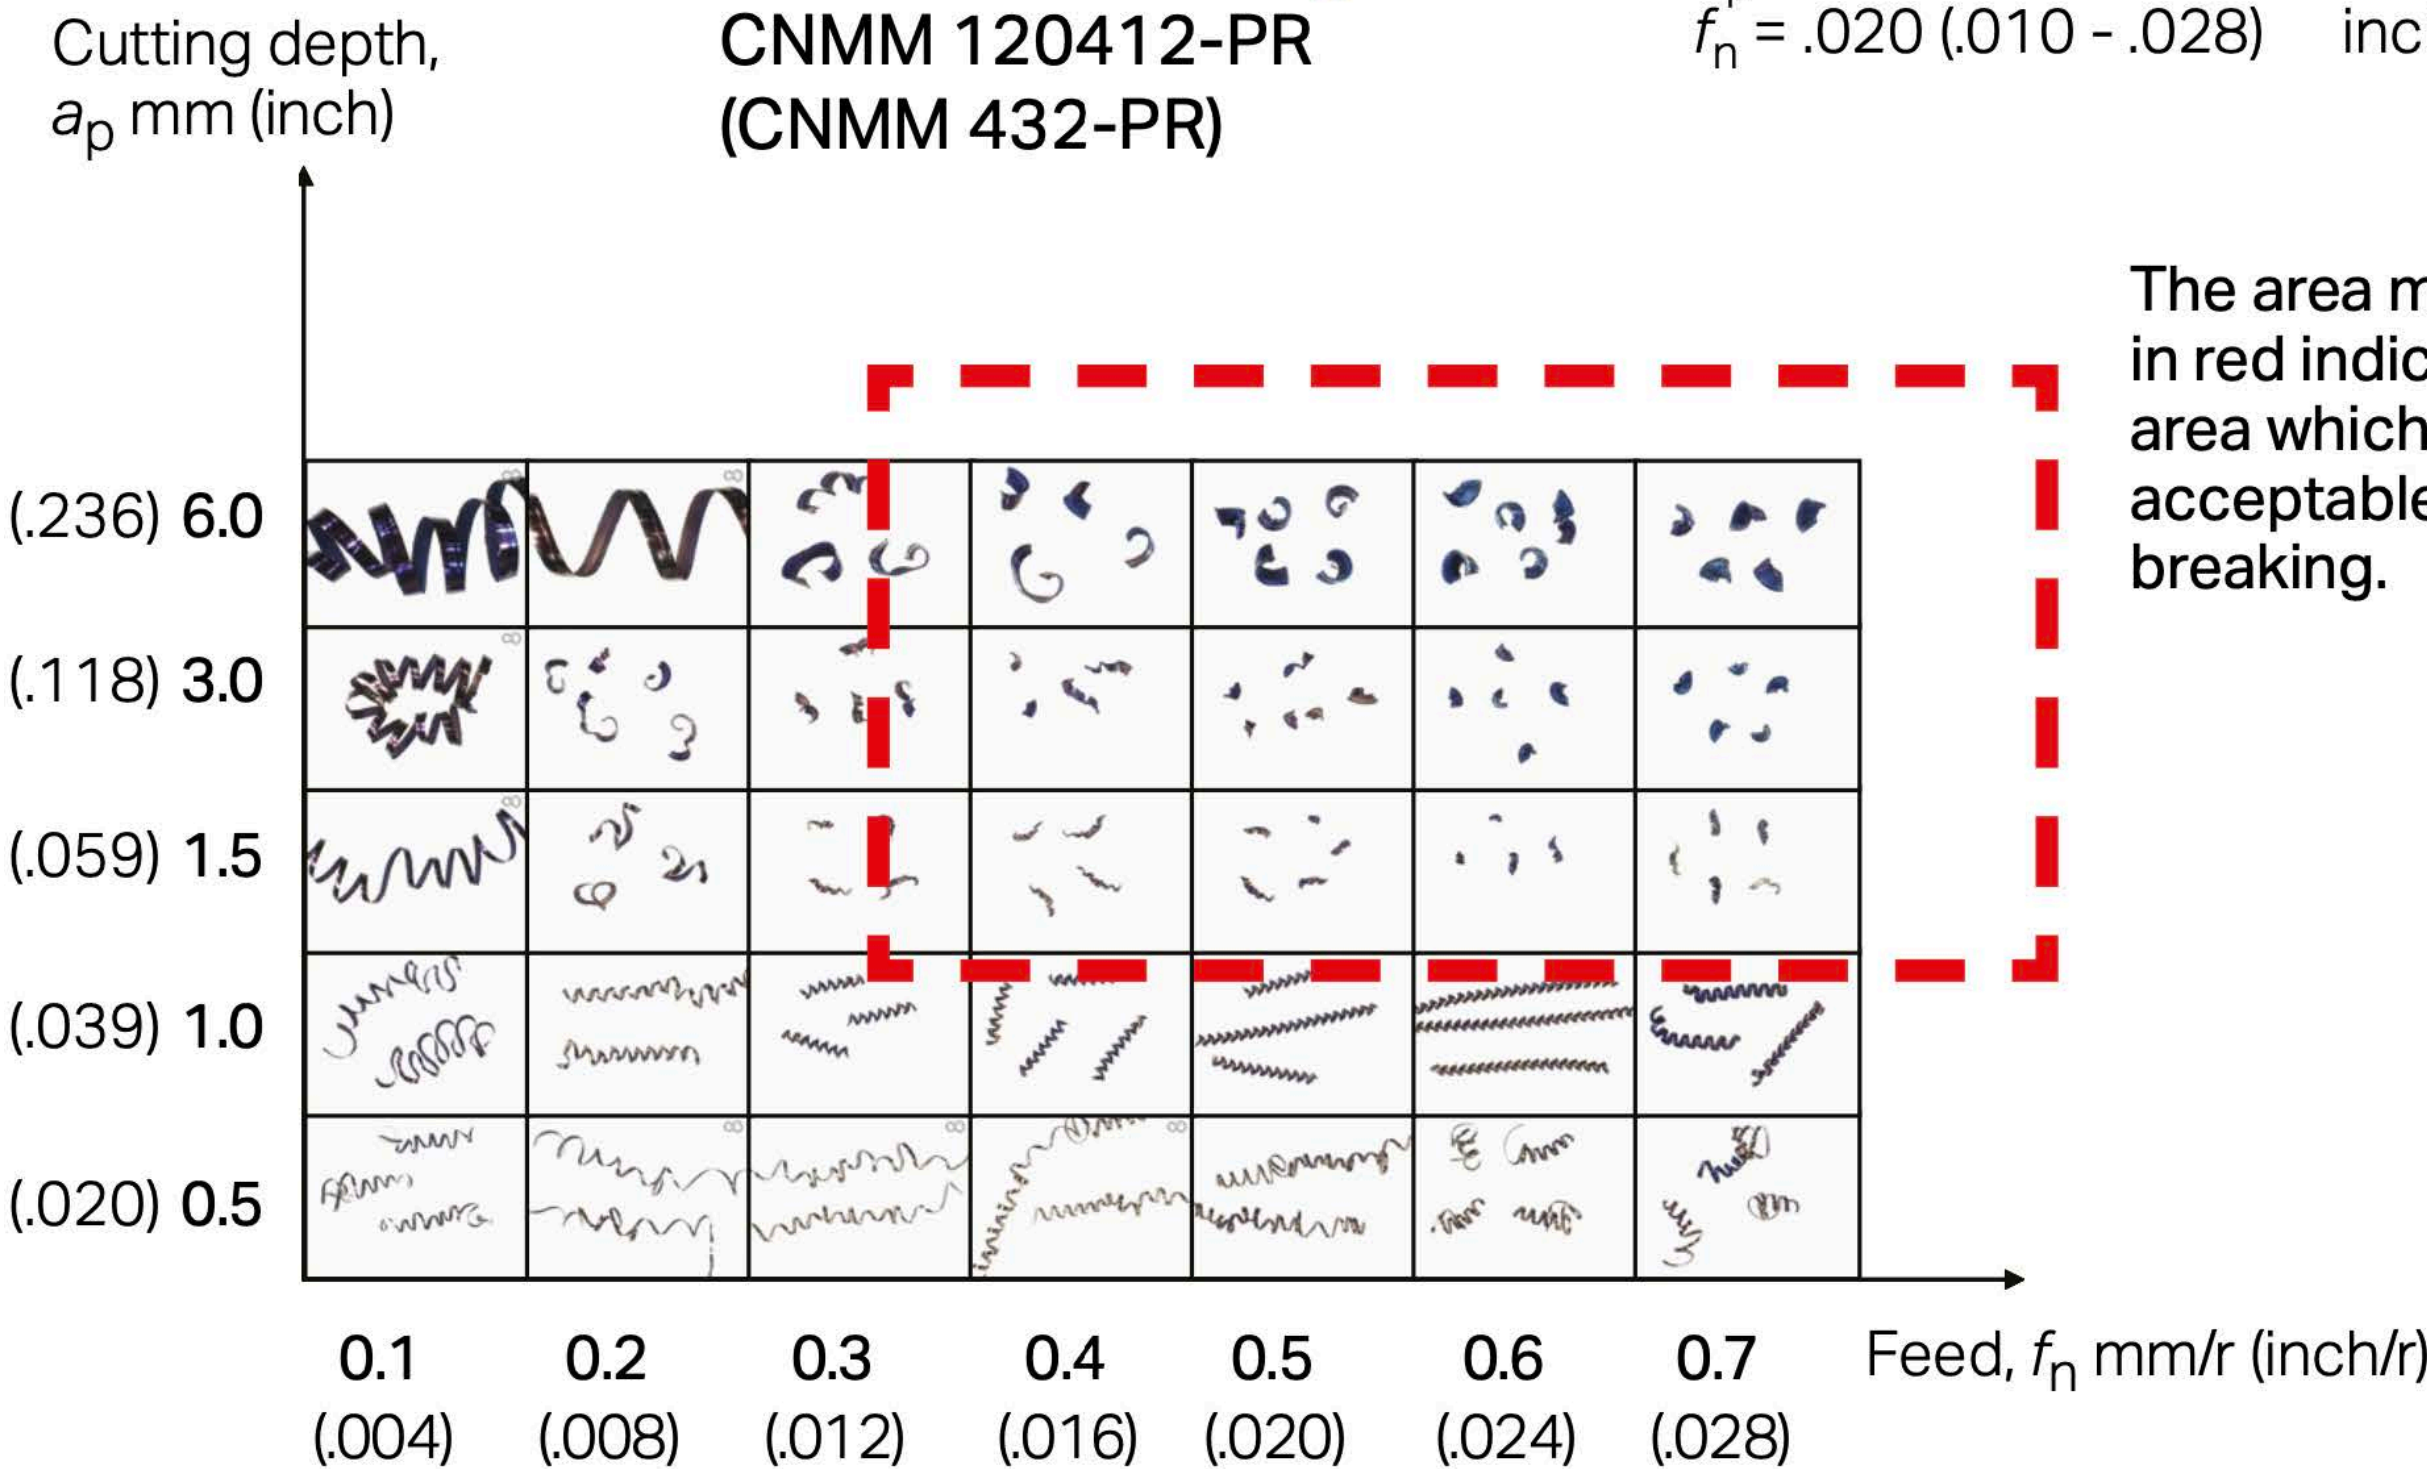 Cutting depth,
aₚ mm (inch)
CNMM 120412-PR
(CNMM 432-PR)
fₙ = .020 (.010 - .028) inc
The area m
in red indic
area which
acceptable
breaking.
(.236) 6.0
(.118) 3.0
(.059) 1.5
(.039) 1.0
(.020) 0.5
0.1 0.2 0.3 0.4 0.5 0.6 0.7 Feed, fₙ mm/r (inch/r)
(.004) (.008) (.012) (.016) (.020) (.024) (.028)